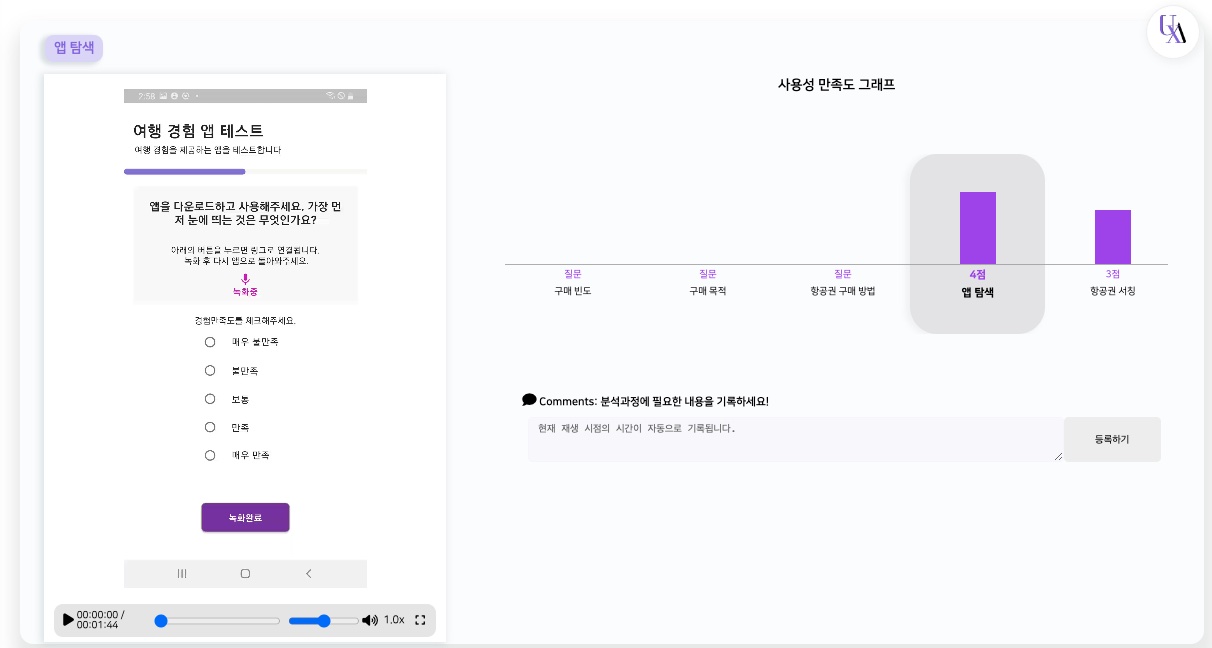 앱 탐색
UXA
2:58
여행 경험 앱 테스트
여행 경험을 제공하는 앱을 테스트합니다
앱을 다운로드하고 사용해주세요. 가장 먼
저 눈에 띄는 것은 무엇인가요?
아래의 버튼을 누르면 링크로 연결됩니다.
녹화 후 다시 앱으로 돌아와주세요.
녹화중
경험만족도를 체크해주세요.
매우 불만족
불만족
보통
만족
매우 만족
녹화완료
00:00:00 /
00:01:44
1.0x
사용성 만족도 그래프
질문 질문 질문 4점 3점
구매 빈도 구매 목적 항공권 구매 방법 앱 탐색 항공권 서칭
Comments: 분석과정에 필요한 내용을 기록하세요!
현재 재생 시점의 시간이 자동으로 기록됩니다.
등록하기